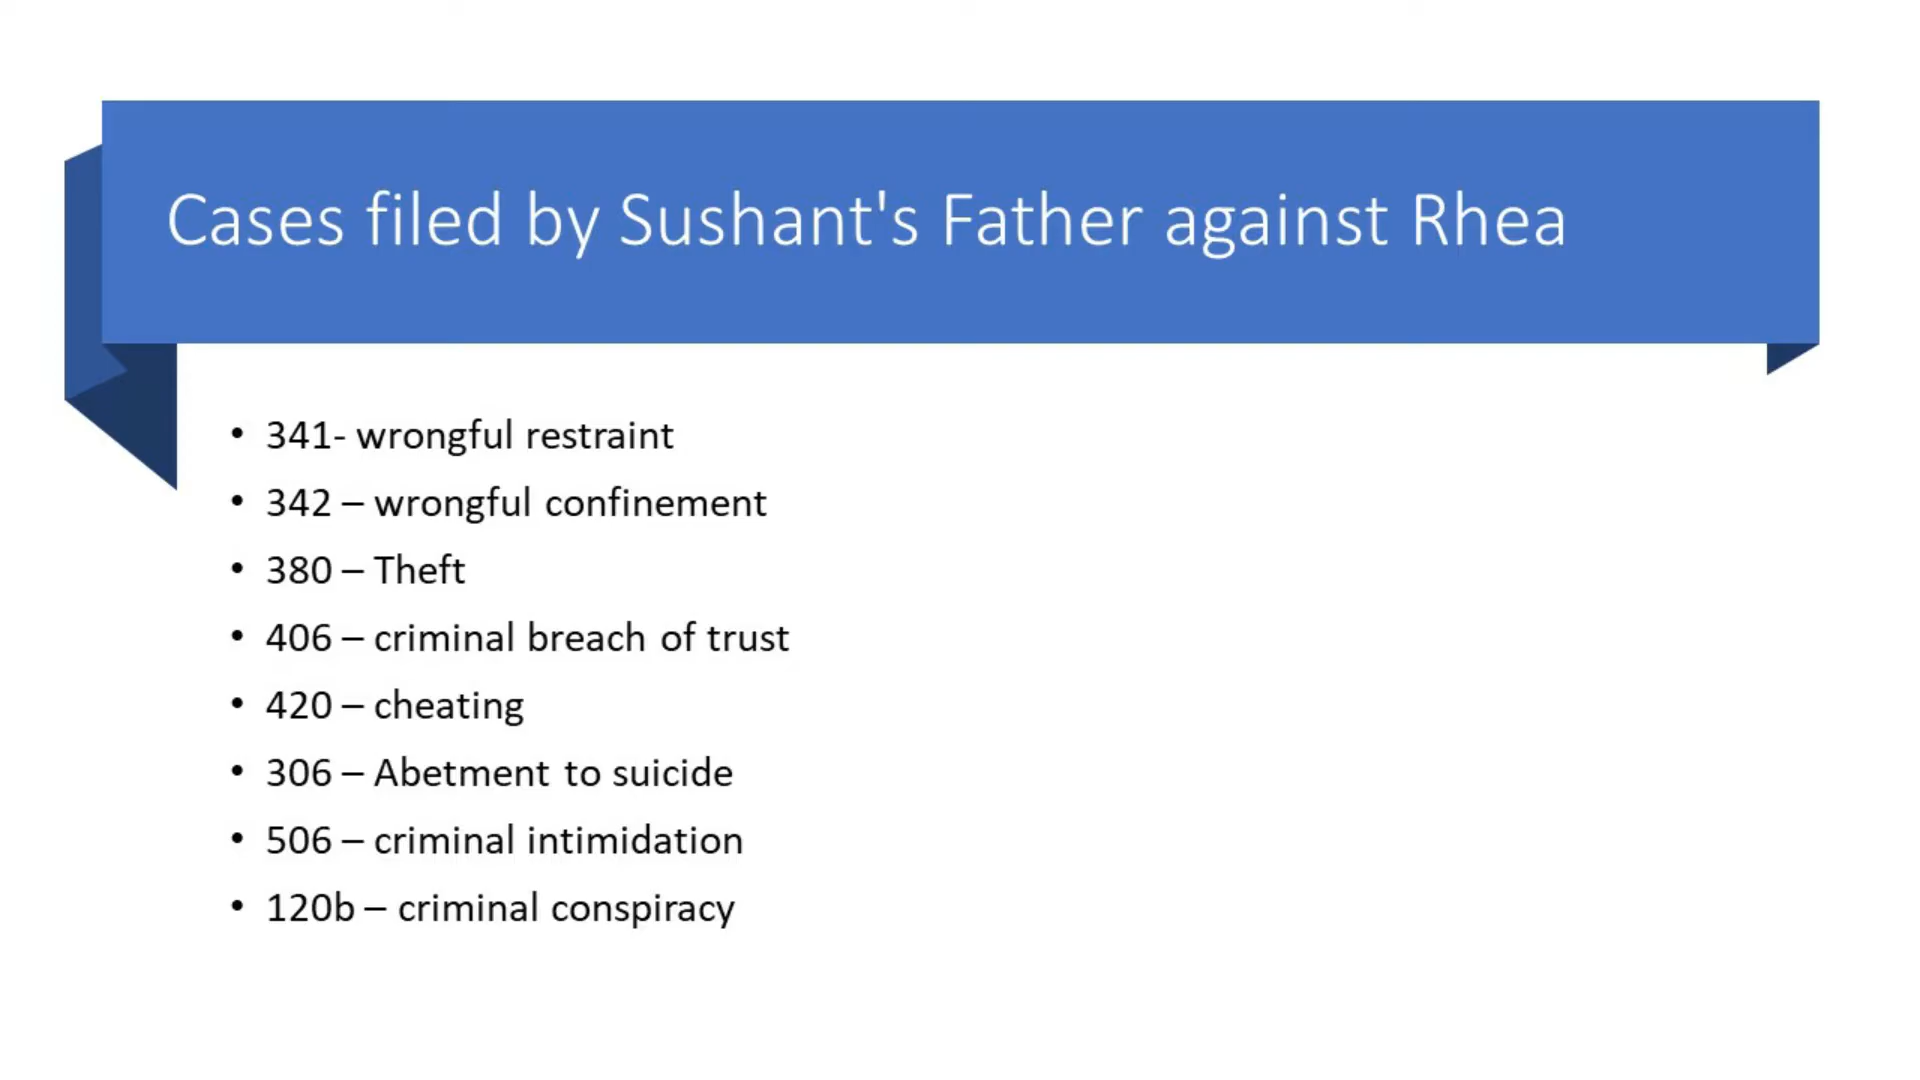 Cases filed by Sushant's Father against Rhea
• 341- wrongful restraint
• 342 – wrongful confinement
• 380 – Theft
• 406 – criminal breach of trust
• 420 – cheating
• 306 – Abetment to suicide
• 506 – criminal intimidation
• 120b – criminal conspiracy